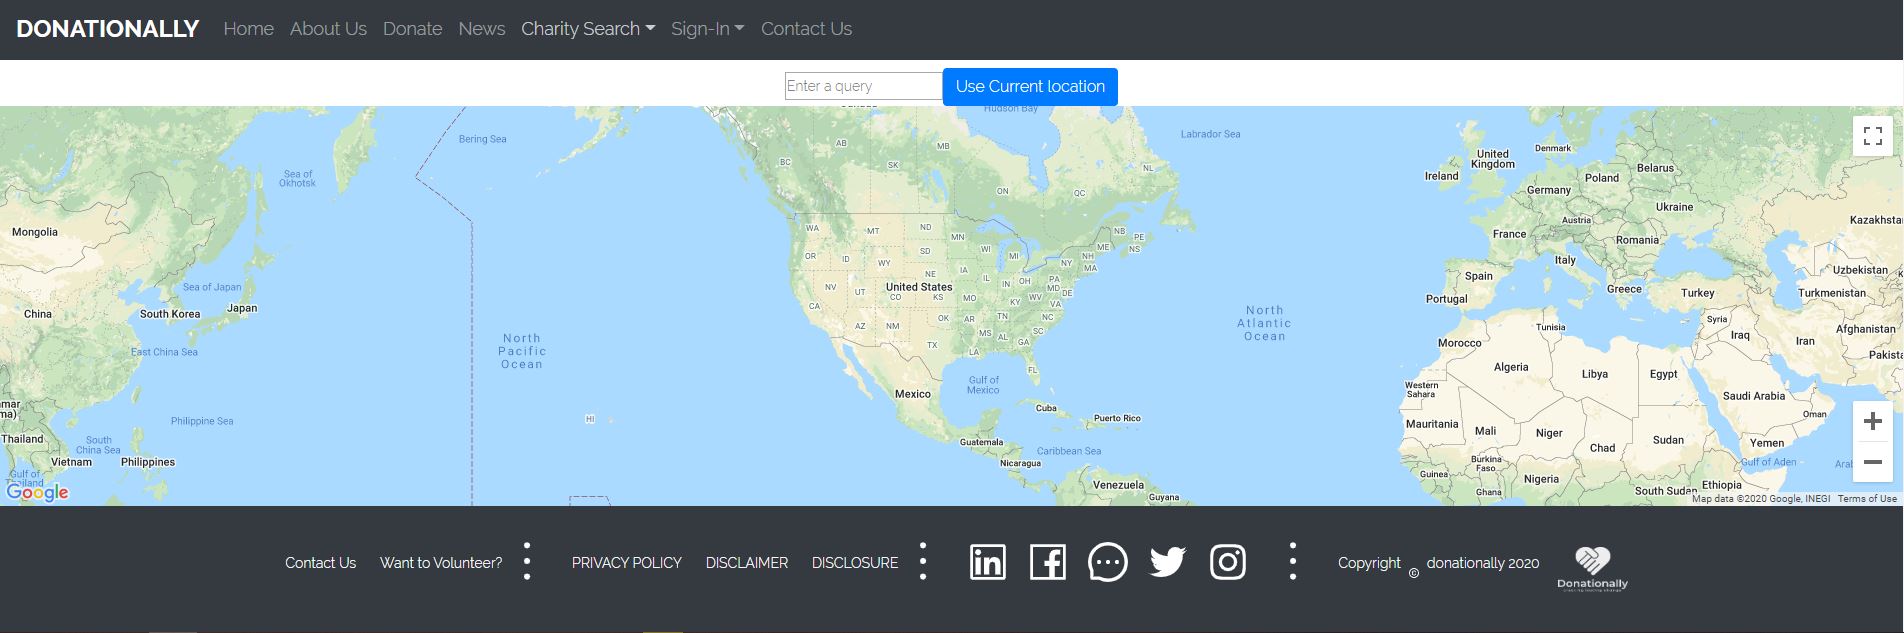 DONATIONALLY Home About Us Donate News Charity Search Sign-In Contact Us
Enter a query Use Current location
Hudson Bay
Bering Sea
Labrador Sea
AB
MB
SK
BC
ON
QC
NL
Sea of
Okhotsk
United
Kingdom
Denmark
Ireland
Belarus
Poland
Germany
Ukraine
Austria
France
Romania
Kazakhsta
Mongolia
WA
MT
ND
MN
NB
PE
NS
ME
OR
ID
SD
WI
MI
NY
NH
MA
WY
IA
NE
IL
IN
OH
PA
MD
DE
NV
UT
United States
CO
KS
MO
KY
WV
VA
CA
AZ
NM
OK
AR
TN
NC
TX
MS
AL
GA
SC
LA
FL
Italy
Spain
Portugal
Greece
Turkey
Uzbekistan
Turkmenistan
Sea of Japan
Japan
South Korea
China
East China Sea
North
Pacific
Ocean
North
Atlantic
Ocean
Tunisia
Syria
Iraq
Iran
Afghanistan
Pakista
Morocco
Algeria
Libya
Egypt
Western
Sahara
Saudi Arabia
Oman
Gulf of
Mexico
Mexico
Cuba
Puerto Rico
HI
Philippine Sea
mar
ma)
Mauritania
Mali
Niger
Chad
Sudan
Yemen
Thailand
South
China Sea
Vietnam
Philippines
Gulf of
Thailand
Guatemala
Caribbean Sea
Nicaragua
Venezuela
Guyana
Burkina
Faso
Guinea
Ghana
Nigeria
South Sudan
Ethiopia
Gulf of Aden
Arab
Google
Map data ©2020 Google, INEGI Terms of Use
Contact Us Want to Volunteer? PRIVACY POLICY DISCLAIMER DISCLOSURE in Copyright © donationally 2020
Donationally